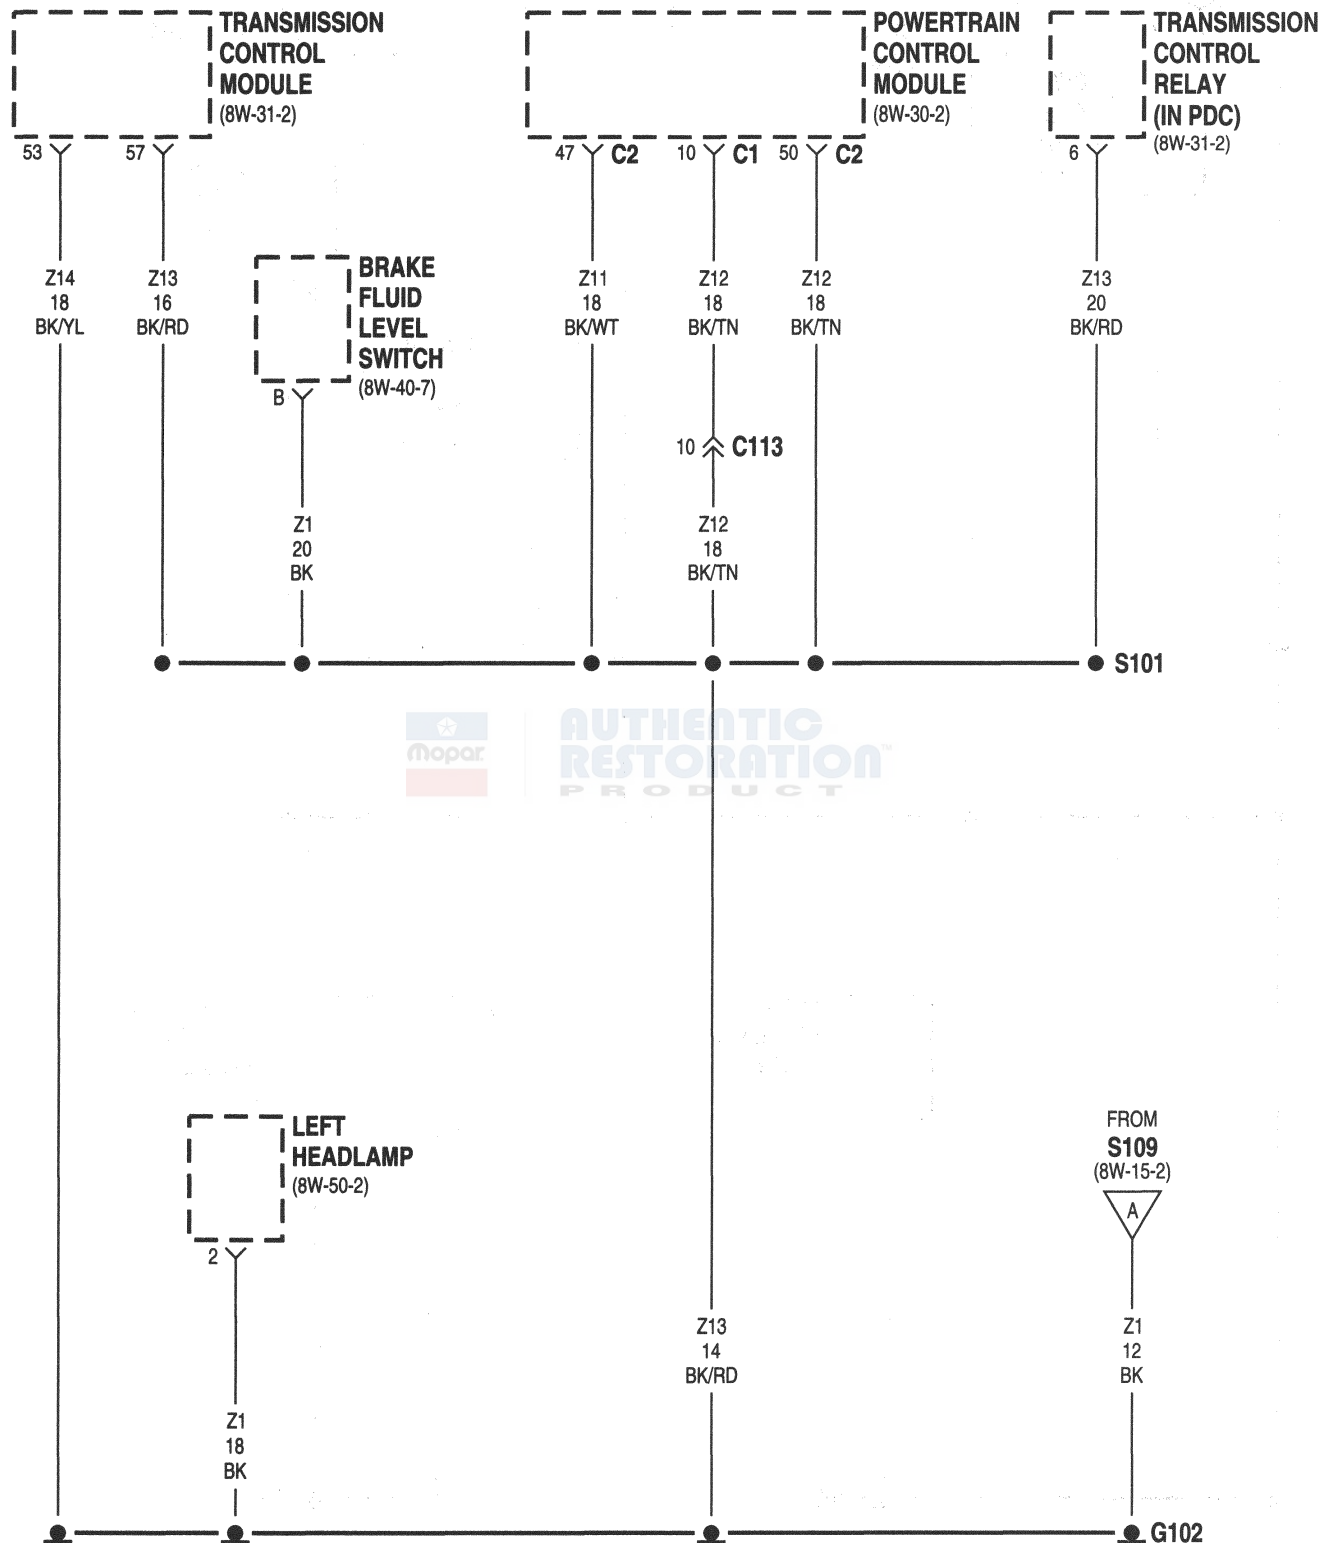 TRANSMISSION
CONTROL
MODULE
(8W-31-2)
POWERTRAIN
CONTROL
MODULE
(8W-30-2)
TRANSMISSION
CONTROL
RELAY
(IN PDC)
(8W-31-2)
53
57
47 C2
10 C1
50 C2
6
Z14
18
BK/YL
Z13
16
BK/RD
BRAKE
FLUID
LEVEL
SWITCH
(8W-40-7)
B
Z11
18
BK/WT
Z12
18
BK/TN
Z12
18
BK/TN
Z13
20
BK/RD
10 C113
Z1
20
BK
Z12
18
BK/TN
S101
Mopar
AUTHENTIC
RESTORATION™
PRODUCT
LEFT
HEADLAMP
(8W-50-2)
2
FROM
S109
(8W-15-2)
A
Z13
14
BK/RD
Z1
12
BK
Z1
18
BK
G102